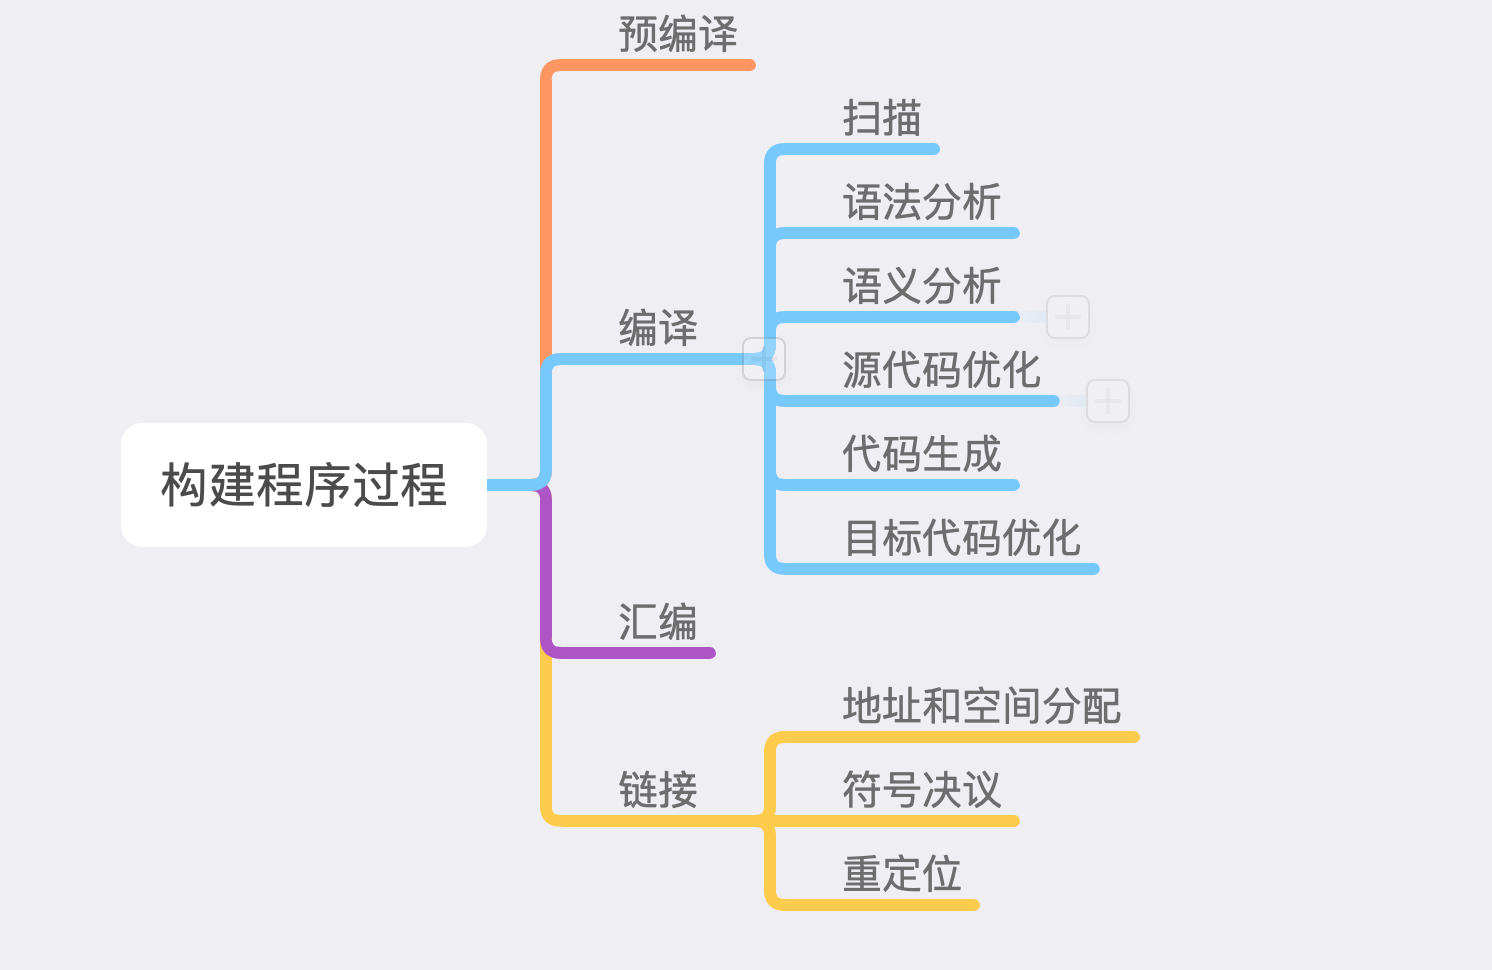 构建程序过程
预编译
编译
扫描
语法分析
语义分析
源代码优化
代码生成
目标代码优化
汇编
链接
地址和空间分配
符号决议
重定位